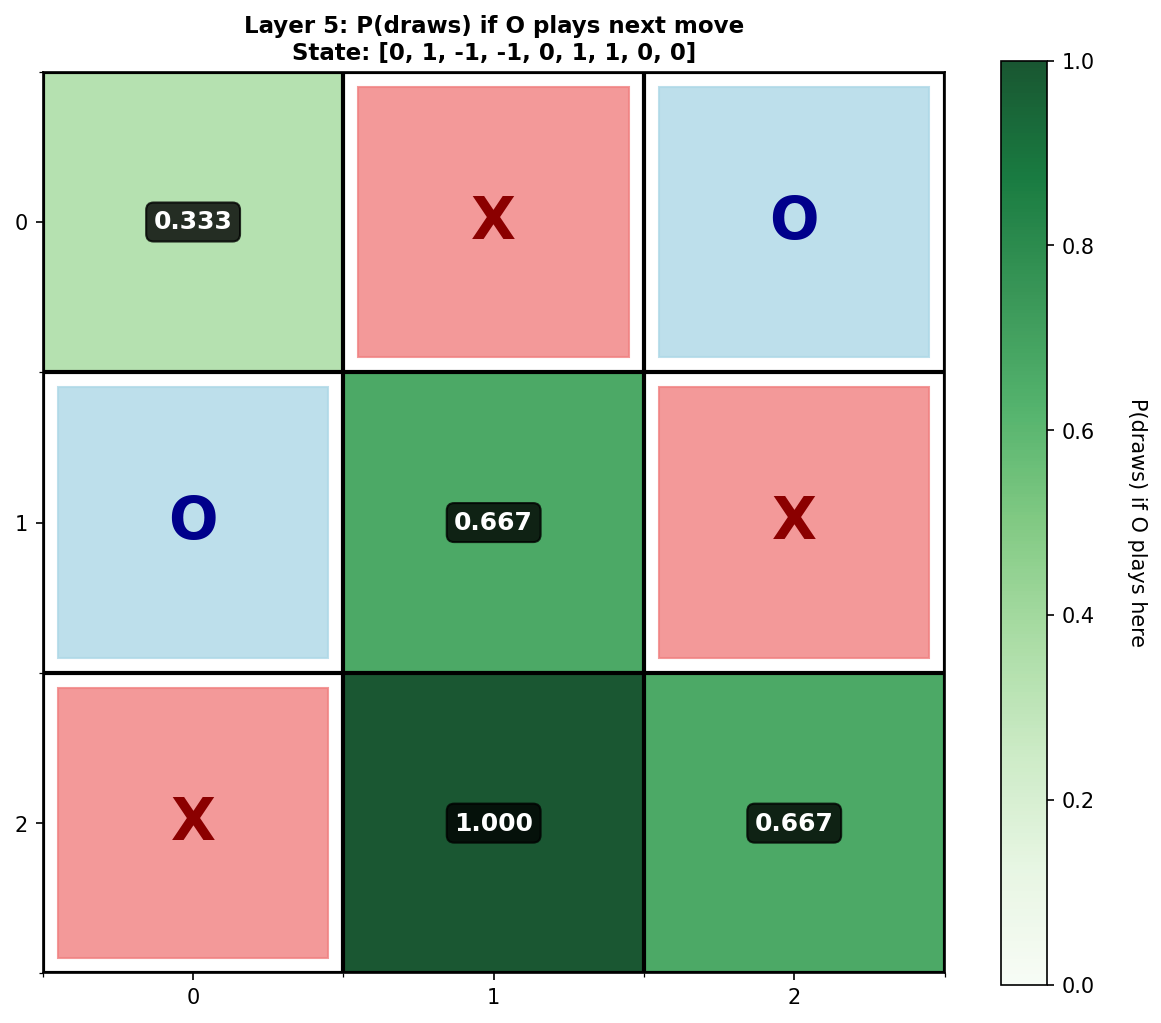 Layer 5: P(draws) if O plays next move
State: [0, 1, -1, -1, 0, 1, 1, 0, 0]
0
0.333
X
O
1
O
0.667
X
2
X
1.000
0.667
0
1
2
1.0
0.8
0.6
0.4
0.2
0.0
P(draws) if O plays here